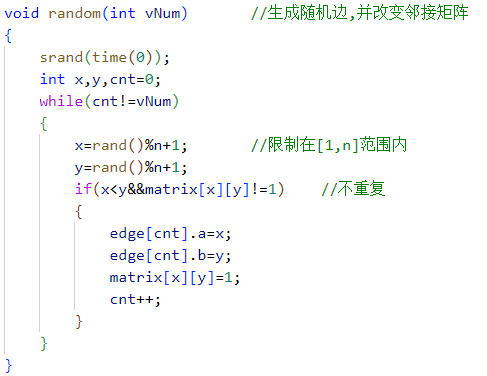 void random(int vNum)        //生成随机边,并改变邻接矩阵
{
    srand(time(0));
    int x,y,cnt=0;
    while(cnt!=vNum)
    {
        x=rand()%n+1;       //限制在[1,n]范围内
        y=rand()%n+1;
        if(x<y&&matrix[x][y]!=1)    //不重复
        {
            edge[cnt].a=x;
            edge[cnt].b=y;
            matrix[x][y]=1;
            cnt++;
        }
    }
}